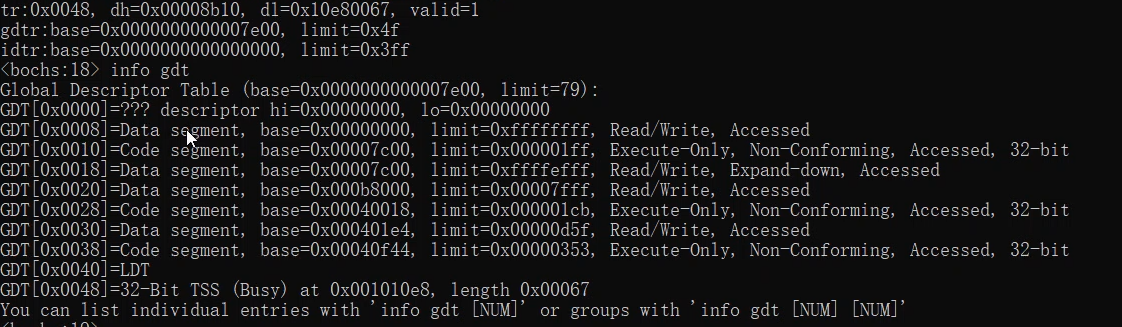 tr:0x0048, dh=0x00008b10, dl=0x10e80067, valid=1
gdtr:base=0x0000000000007e00, limit=0x4f
idtr:base=0x0000000000000000, limit=0x3ff
<bochs:18> info gdt
Global Descriptor Table (base=0x0000000000007e00, limit=79):
GDT[0x0000]=??? descriptor hi=0x00000000, lo=0x00000000
GDT[0x0008]=Data segment, base=0x00000000, limit=0xffffffff, Read/Write, Accessed
GDT[0x0010]=Code segment, base=0x00007c00, limit=0x000001ff, Execute-Only, Non-Conforming, Accessed, 32-bit
GDT[0x0018]=Data segment, base=0x00007c00, limit=0xffffefff, Read/Write, Expand-down, Accessed
GDT[0x0020]=Data segment, base=0x000b8000, limit=0x00007fff, Read/Write, Accessed
GDT[0x0028]=Code segment, base=0x00040018, limit=0x000001cb, Execute-Only, Non-Conforming, Accessed, 32-bit
GDT[0x0030]=Data segment, base=0x000401e4, limit=0x00000d5f, Read/Write, Accessed
GDT[0x0038]=Code segment, base=0x00040f44, limit=0x00000353, Execute-Only, Non-Conforming, Accessed, 32-bit
GDT[0x0040]=LDT
GDT[0x0048]=32-Bit TSS (Busy) at 0x001010e8, length 0x00067
You can list individual entries with 'info gdt [NUM]' or groups with 'info gdt [NUM] [NUM]'